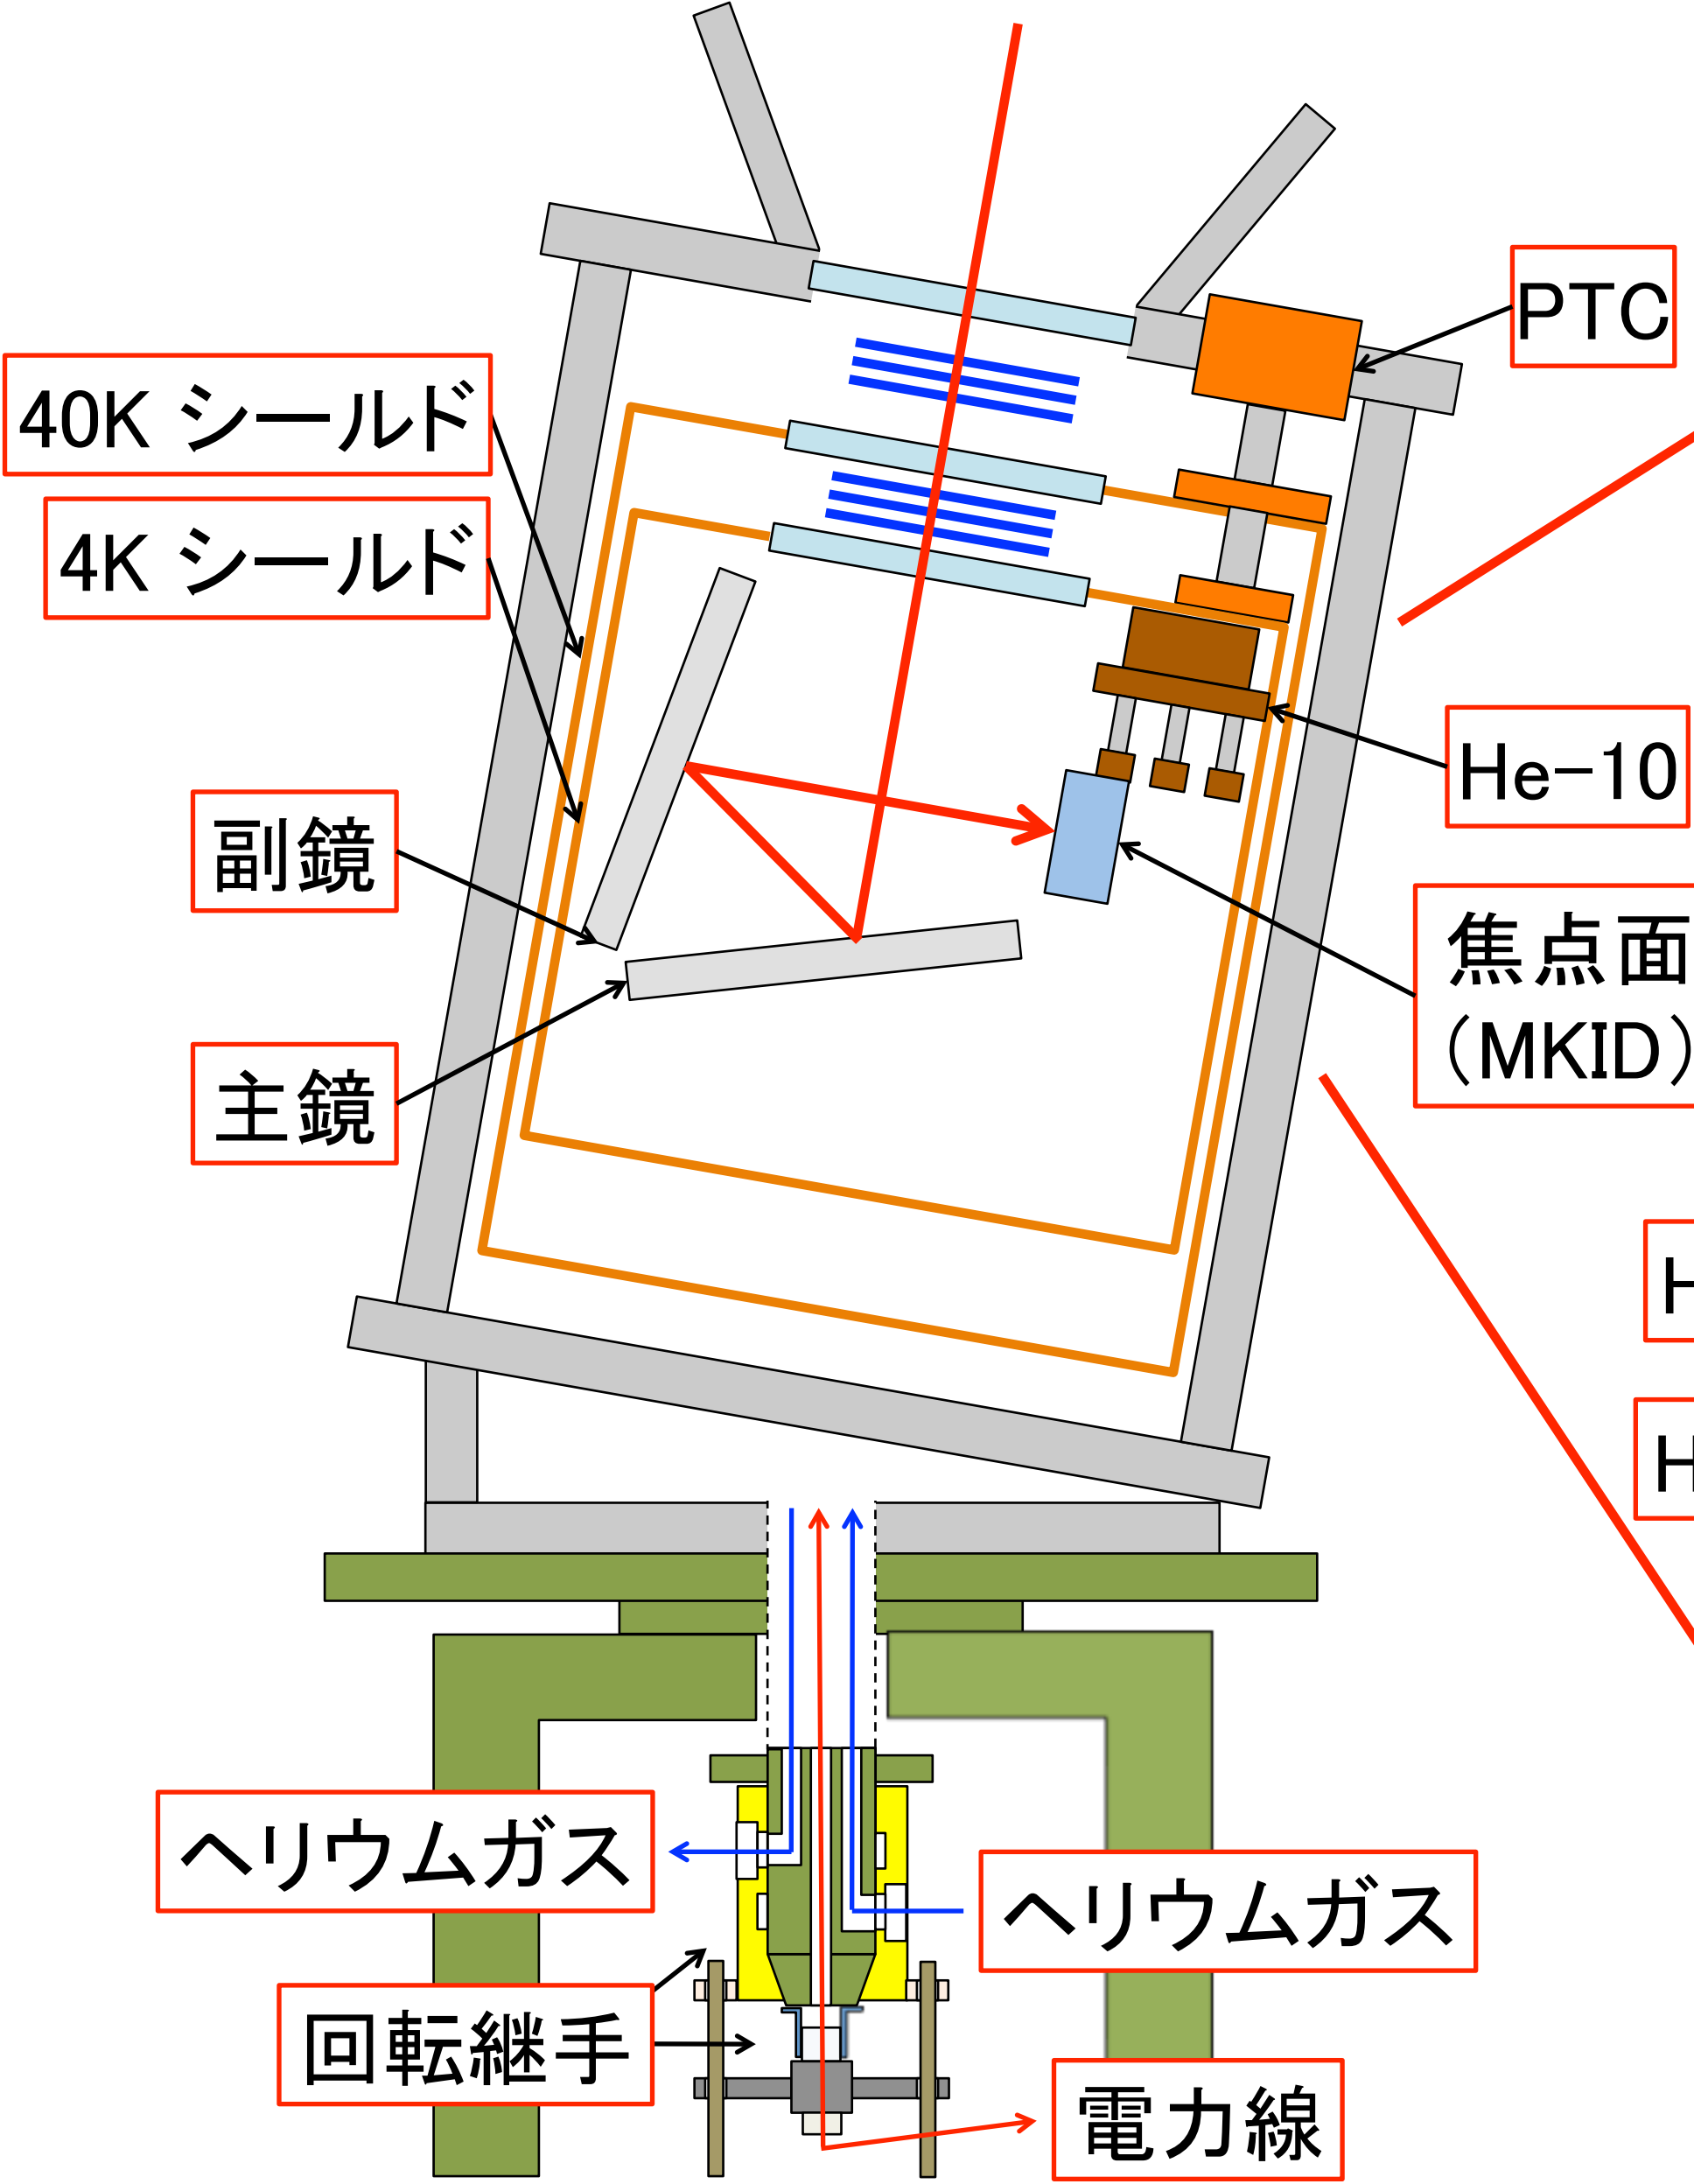 PTC
40K シールド
4K シールド
He-10
副鏡
焦点面
(MKID)
主鏡
H
H
ヘリウムガス
ヘリウムガス
回転継手
電力線